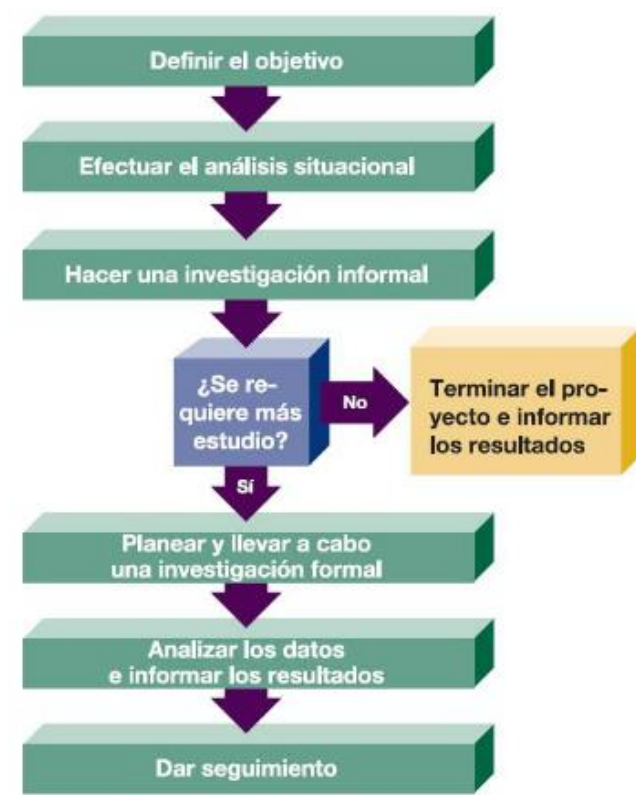 Definir el objetivo
Efectuar el análisis situacional
Hacer una investigación informal
¿Se re-
quiere más
estudio?
No
Terminar el pro-
yecto e informar
los resultados
Sí
Planear y llevar a cabo
una investigación formal
Analizar los datos
e informar los resultados
Dar seguimiento